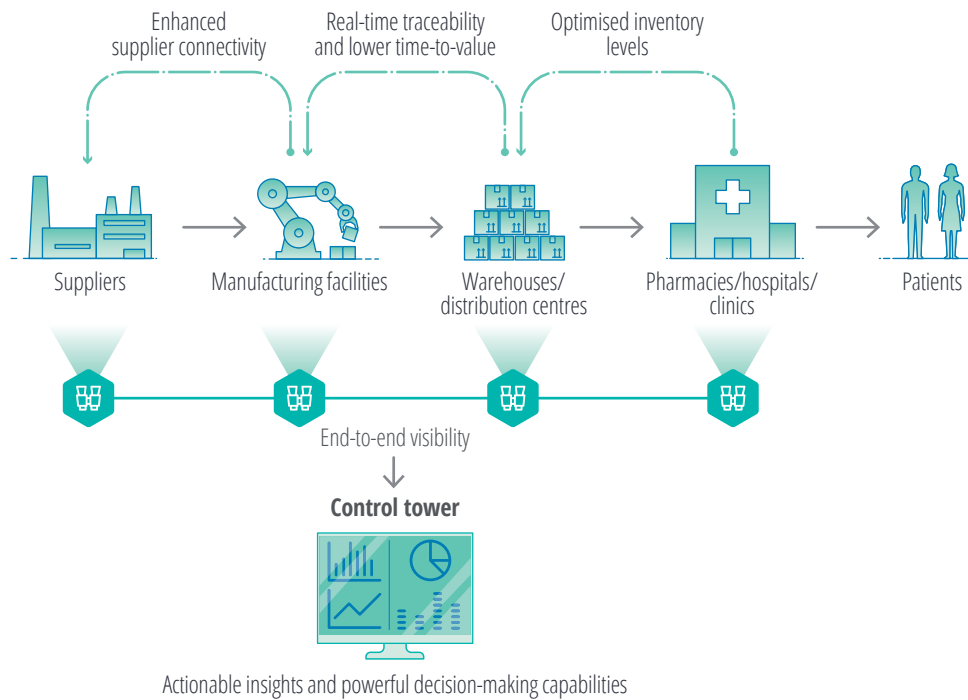 Enhanced
supplier connectivity
Real-time traceability
and lower time-to-value
Optimised inventory
levels
Suppliers
Manufacturing facilities
Warehouses/
distribution centres
Pharmacies/hospitals/
clinics
Patients
End-to-end visibility
Control tower
Actionable insights and powerful decision-making capabilities